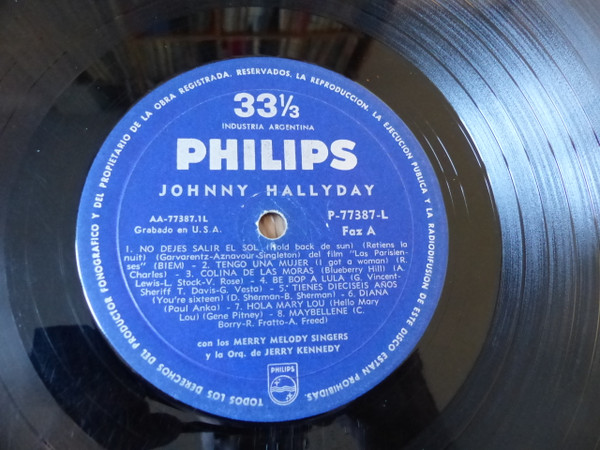 TODOS LOS DERECHOS DEL PRODUCTOR FONOGRAFICO Y DEL PROPIETARIO DE LA OBRA REGISTRADA, RESERVADOS. LA REPRODUCCION, LA EJECUCION PUBLICA Y LA RADIODIFUSION DE ESTE DISCO ESTAN PROHIBIDAS.
33⅓
INDUSTRIA ARGENTINA
PHILIPS
JOHNNY HALLYDAY
AA-77387.1L
Grabado en U.S.A.
P-77387-L
Faz A
1. NO DEJES SALIR EL SOL (Hold back de sun) (Retiens la
nuit) (Garvarentz-Aznavour-Singleton) del film "Las Parisien-
ses" (BIEM) - 2. TENGO UNA MUJER (I got a woman) (R.
Charles) - 3. COLINA DE LAS MORAS (Blueberry Hill) (A.
Lewis-L. Stock-V. Rose) 4. BE BOP A LULA (G. Vincent-
Sheriff T. Davis-G. Vesta) - 5. TIENES DIECISEIS AÑOS
(You're sixteen) (D. Sherman-B. Sherman) - 6. DIANA
(Paul Anka) - 7. HOLA MARY LOU (Hello Mary
Lou) (Gene Pitney) - 8. MAYBELLENE (C.
Borry-R. Fratto-A. Freed)
con los MERRY MELODY SINGERS
y la Orq. de JERRY KENNEDY
PHILIPS